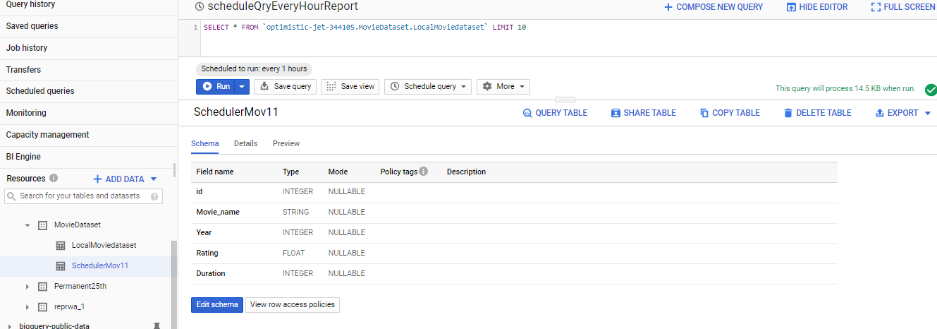 Query history
Saved queries
Job history
Transfers
Scheduled queries
Monitoring
Capacity management
BI Engine
Resources
ADD DATA
Search for your tables and datasets
MovieDataset
LocalMoviedataset
SchedulerMov11
Permanent25th
reprwa_1
bigquery-public-data
scheduleQryEveryHourReport
COMPOSE NEW QUERY HIDE EDITOR FULL SCREEN
1 SELECT * FROM `optimistic-jet-344105.MovieDataset.LocalMoviedataset` LIMIT 10
Scheduled to run: every 1 hours
Run Save query Save view Schedule query More
This query will process 14.5 KB when run.
SchedulerMov11 QUERY TABLE SHARE TABLE COPY TABLE DELETE TABLE EXPORT
Schema Details Preview
Field name Type Mode Policy tags Description
id INTEGER NULLABLE
Movie_name STRING NULLABLE
Year INTEGER NULLABLE
Rating FLOAT NULLABLE
Duration INTEGER NULLABLE
Edit schema View row access policies